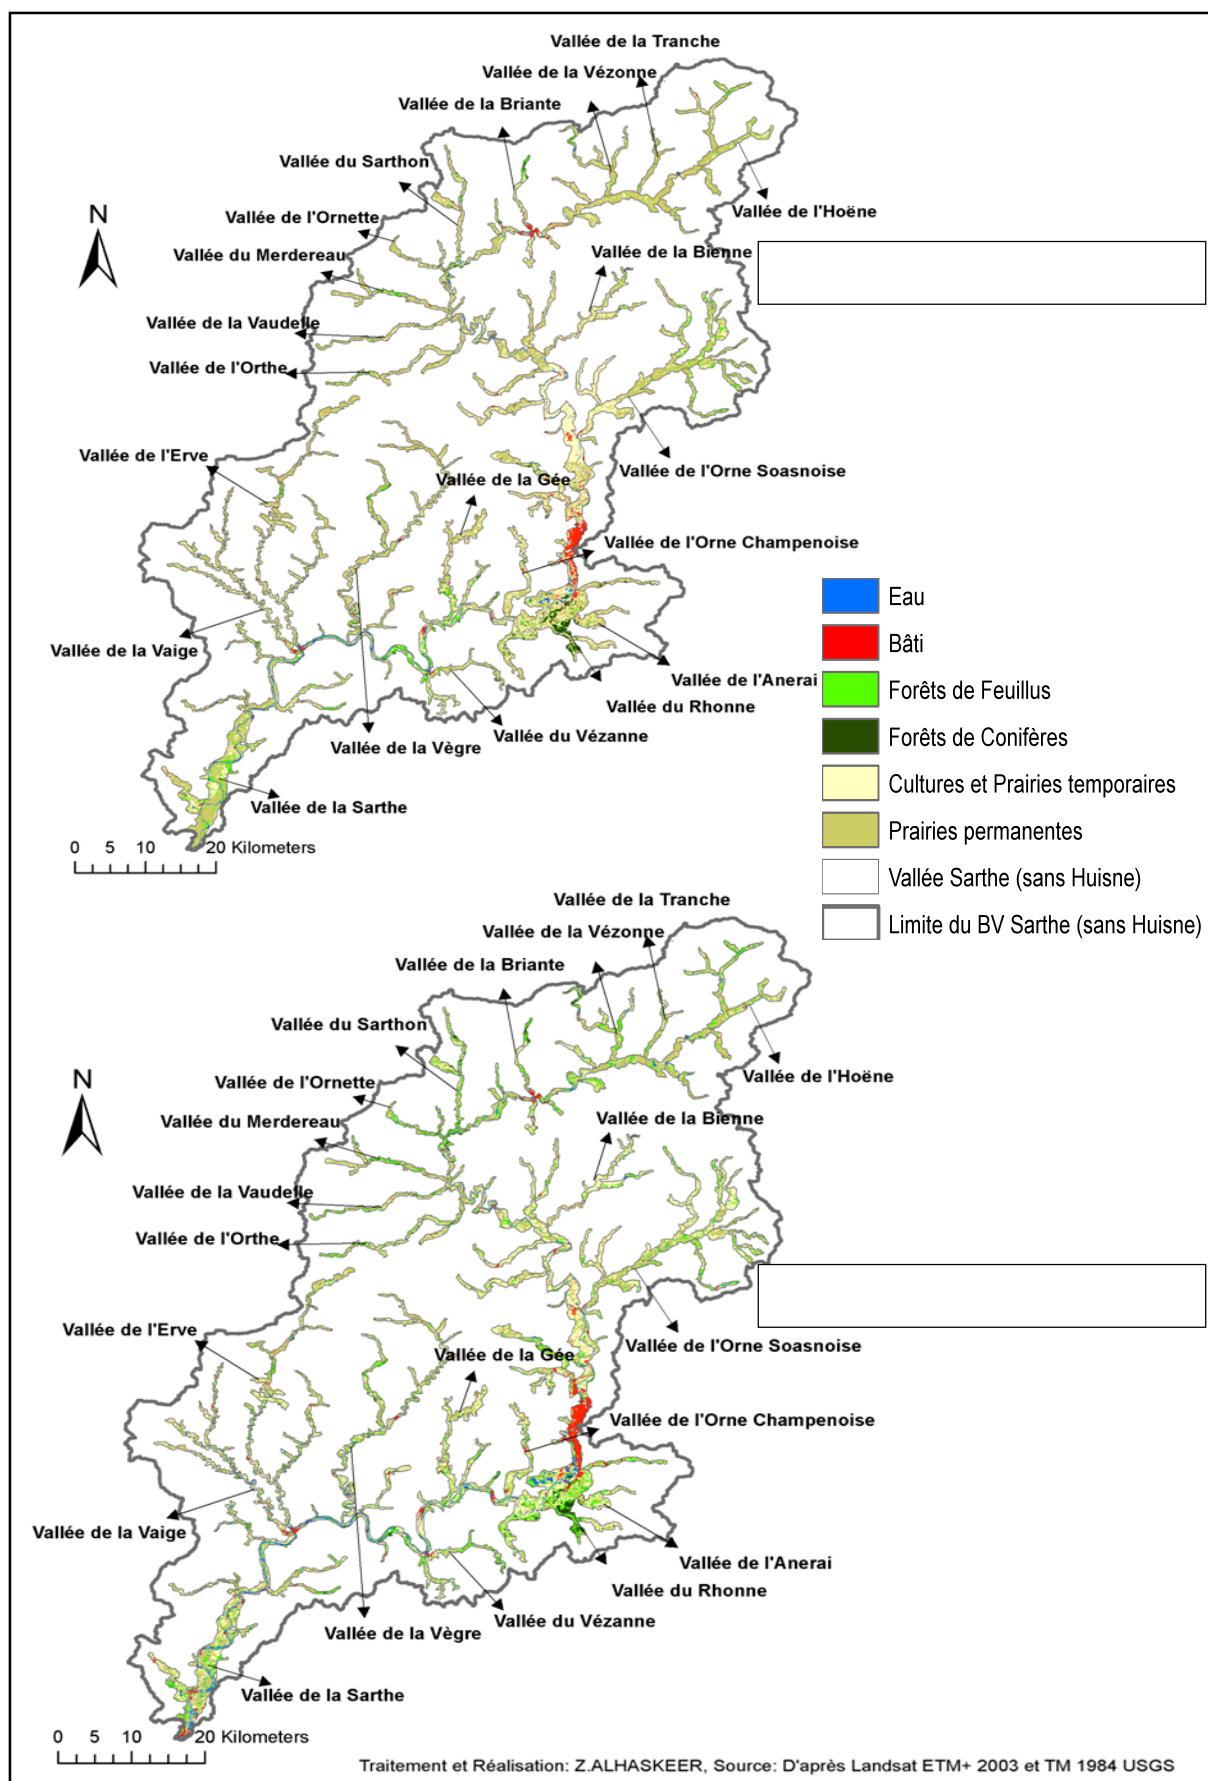 Vallée de la Tranche
Vallée de la Vézonne
Vallée de la Briante
Vallée du Sarthon
Vallée de l'Ornette
Vallée de l'Hoëne
N
Vallée du Merdereau
Vallée de la Bienne
Vallée de la Vaudelle
Vallée de l'Orthe
Vallée de l'Erve
Vallée de l'Orne Soasnoise
Vallée de la Gée
Vallée de l'Orne Champenoise
Vallée de la Vaige
Vallée de l'Anerai
Vallée du Rhonne
Vallée du Vézanne
Vallée de la Vègre
Vallée de la Sarthe
0 5 10 20 Kilometers
Eau
Bâti
Forêts de Feuillus
Forêts de Conifères
Cultures et Prairies temporaires
Prairies permanentes
Vallée Sarthe (sans Huisne)
Limite du BV Sarthe (sans Huisne)
Vallée de la Tranche
Vallée de la Vézonne
Vallée de la Briante
Vallée du Sarthon
Vallée de l'Hoëne
N
Vallée de l'Ornette
Vallée du Merdereau
Vallée de la Bienne
Vallée de la Vaudelle
Vallée de l'Orthe
Vallée de l'Erve
Vallée de l'Orne Soasnoise
Vallée de la Gée
Vallée de l'Orne Champenoise
Vallée de la Vaige
Vallée de l'Anerai
Vallée du Rhonne
Vallée du Vézanne
Vallée de la Vègre
Vallée de la Sarthe
0 5 10 20 Kilometers
Traitement et Réalisation: Z.ALHASKEER, Source: D'après Landsat ETM+ 2003 et TM 1984 USGS